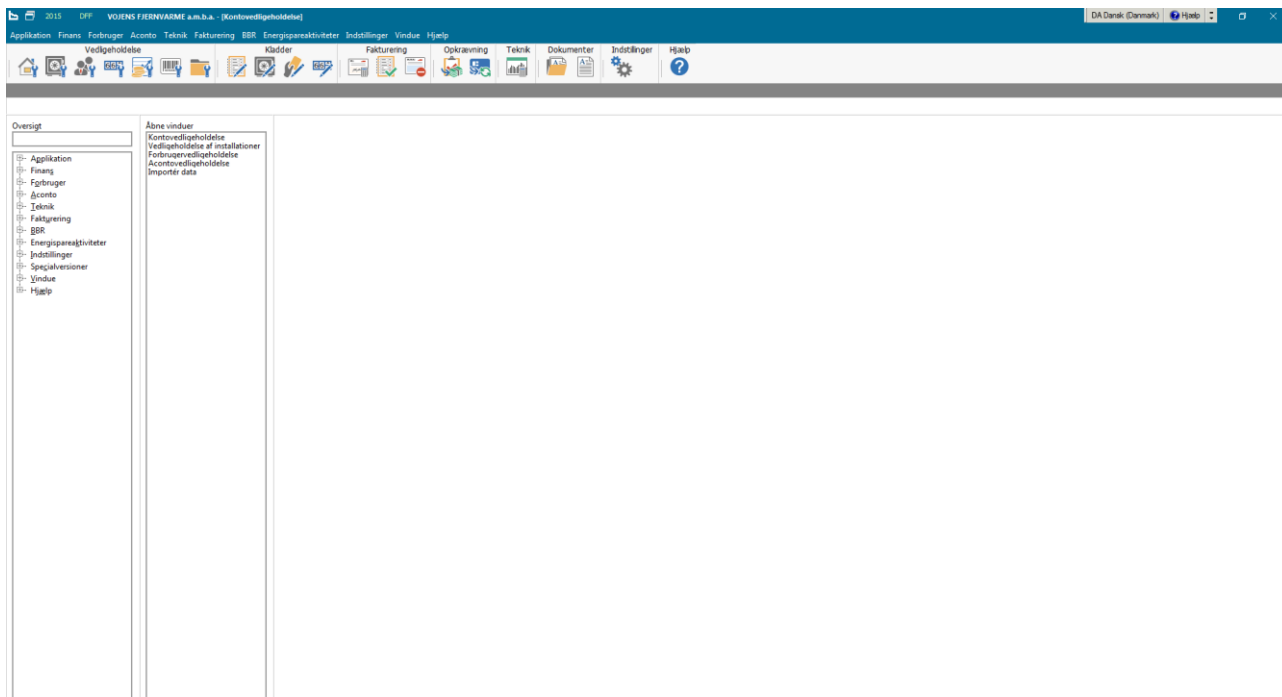 2015 DFF VOJENS FJERNVARME a.m.b.a. - [Kontovedligeholdelse] DA Dansk (Danmark) Hjælp
Applikation Finans Forbruger Aconto Teknik Fakturering BBR Energispareaktiviteter Indstillinger Vindue Hjælp
Vedligeholdelse Kladder Fakturering Opkrævning Teknik Dokumenter Indstilinger Hjælp
Oversigt
Applikation
Finans
Forbruger
Aconto
Teknik
Fakturering
BBR
Energispareaktiviteter
Indstillinger
Specialversioner
Vindue
Hjælp
Åbne vinduer
Kontovedligeholdelse
Vedligeholdelse af installationer
Forbrugervedligeholdelse
Acontovedligeholdelse
Importér data